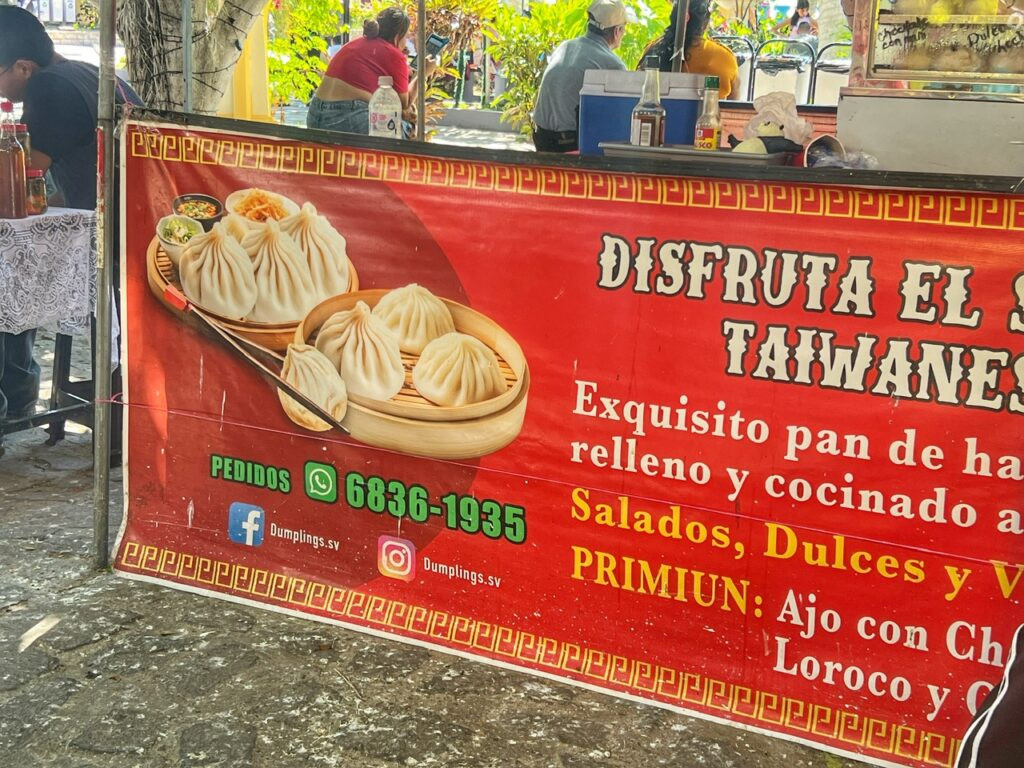 DISFRUTA EL
TAIWANES
Exquisito pan de ha
relleno y cocinado a
Salados, Dulces y V
PRIMIUN: Ajo con Ch
Loroco y
PEDIDOS 6836-1935
Dumplings.sv
Dumplings.sv